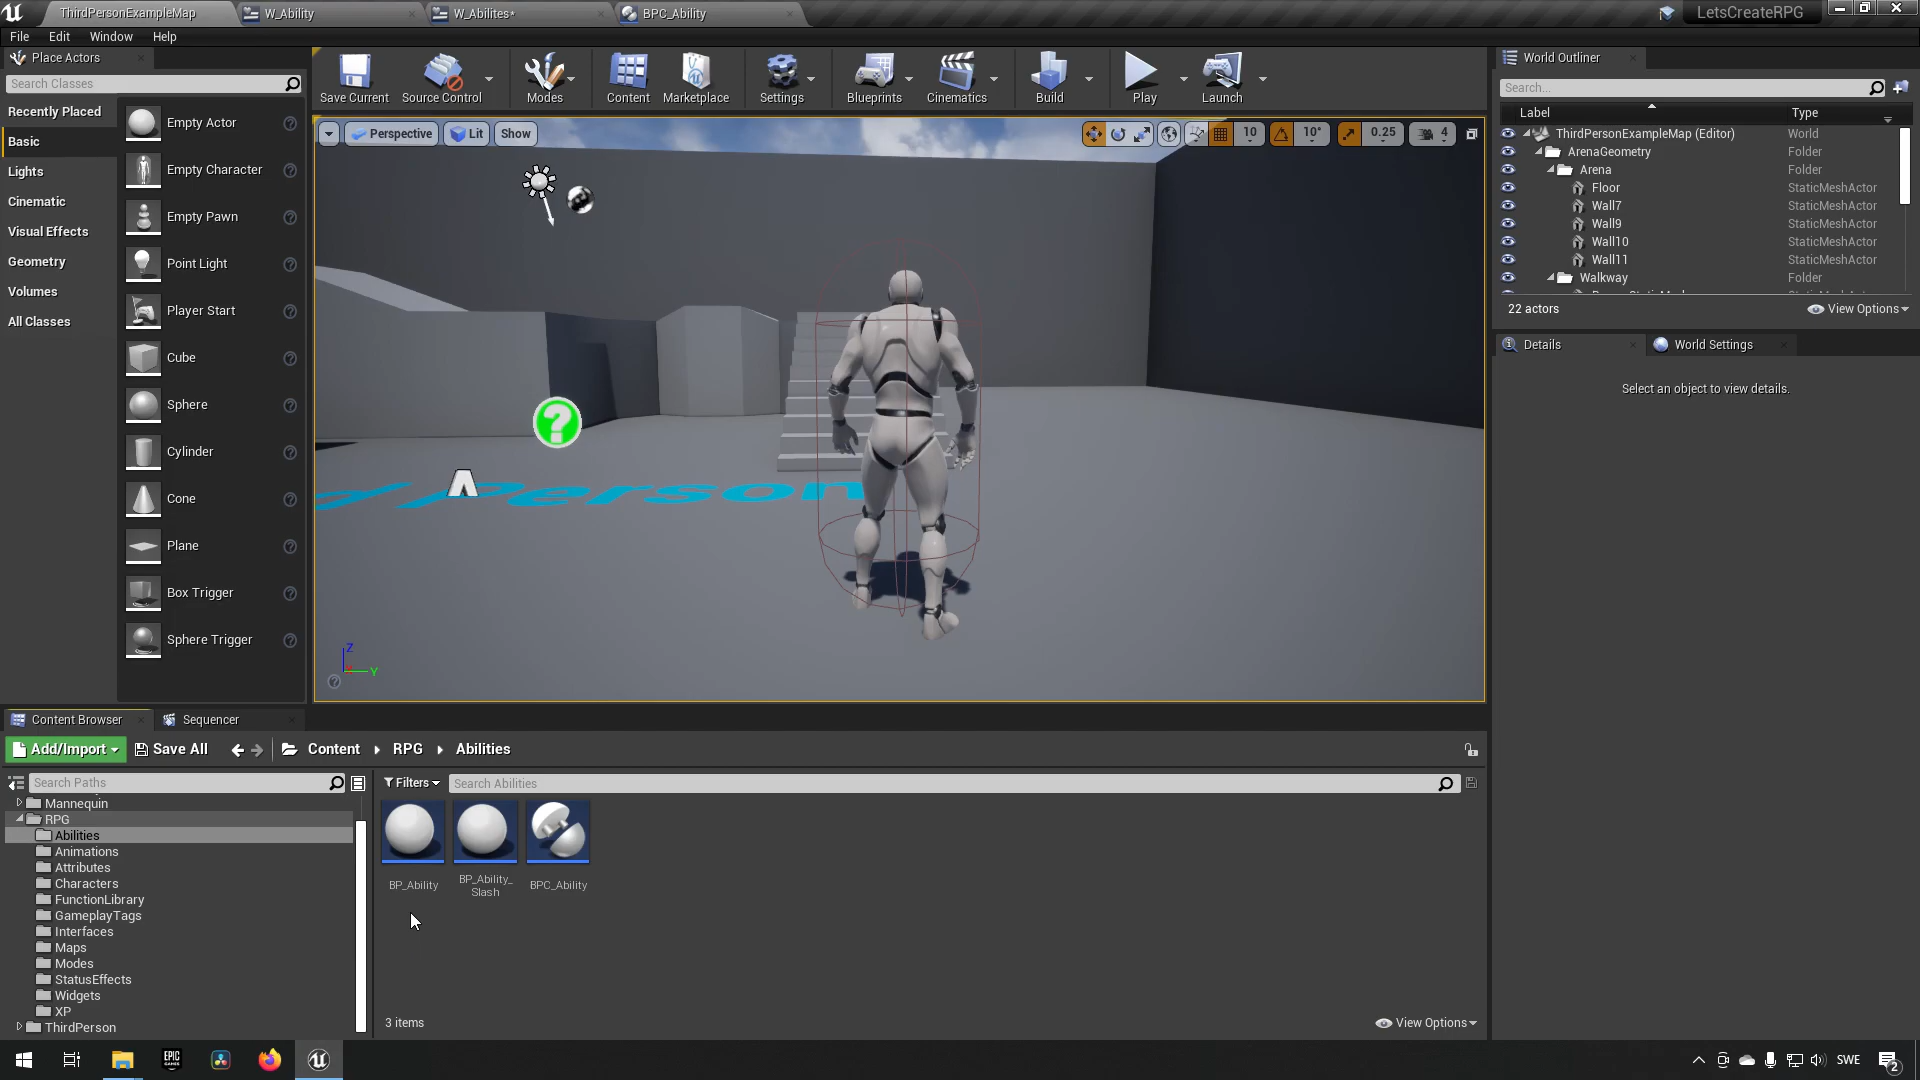 ThirdPersonExampleMap
W_Ability
W_Abilites*
BPC_Ability
LetsCreateRPG
File Edit Window Help
Place Actors
Search Classes
Recently Placed
Basic
Lights
Cinematic
Visual Effects
Geometry
Volumes
All Classes
Empty Actor
Empty Character
Empty Pawn
Point Light
Player Start
Cube
Sphere
Cylinder
Cone
Plane
Box Trigger
Sphere Trigger
Save Current
Source Control
Modes
Content
Marketplace
Settings
Blueprints
Cinematics
Build
Play
Launch
Perspective
Lit
Show
10
10°
0.25
4
Person
Z
Y
World Outliner
Search...
Label Type
ThirdPersonExampleMap (Editor) World
ArenaGeometry Folder
Arena Folder
Floor StaticMeshActor
Wall7 StaticMeshActor
Wall9 StaticMeshActor
Wall10 StaticMeshActor
Wall11 StaticMeshActor
Walkway Folder
22 actors
View Options
Details
World Settings
Select an object to view details.
Content Browser
Sequencer
Add/Import
Save All
Content
RPG
Abilities
Search Paths
Filters
Search Abilities
Mannequin
RPG
Abilities
Animations
Attributes
Characters
FunctionLibrary
GameplayTags
Interfaces
Maps
Modes
StatusEffects
Widgets
XP
ThirdPerson
BP_Ability
BP_Ability_
Slash
BPC_Ability
3 items
View Options
EPIC
GAMES
SWE
2